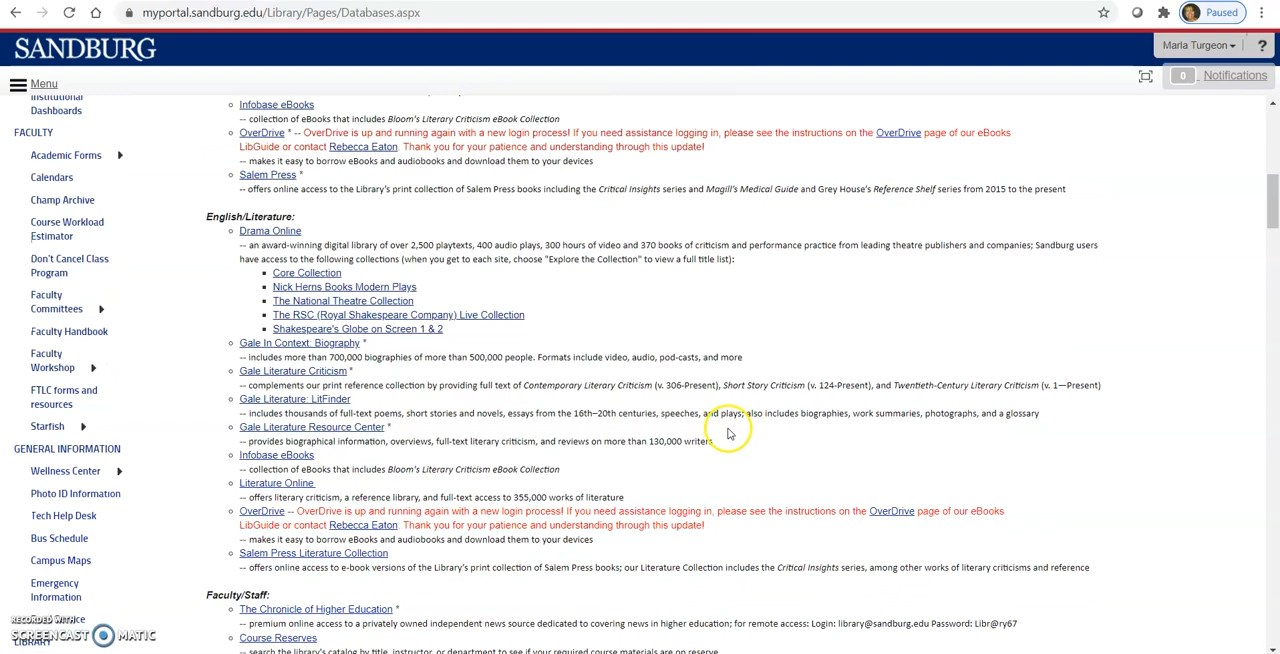 myportal.sandburg.edu/Library/Pages/Databases.aspx
Paused
SANDBURG
Marla Turgeon
?
Menu
0 Notifications
Institutional
Dashboards
FACULTY
Academic Forms
Calendars
Champ Archive
Course Workload
Estimator
Don't Cancel Class
Program
Faculty
Committees
Faculty Handbook
Faculty
Workshop
FTLC forms and
resources
Starfish
GENERAL INFORMATION
Wellness Center
Photo ID Information
Tech Help Desk
Bus Schedule
Campus Maps
Emergency
Information
LIBRARY
RECORDED WITH
SCREENCAST MATIC
Infobase eBooks
-- collection of eBooks that includes Bloom's Literary Criticism eBook Collection
OverDrive * -- OverDrive is up and running again with a new login process! If you need assistance logging in, please see the instructions on the OverDrive page of our eBooks
LibGuide or contact Rebecca Eaton. Thank you for your patience and understanding through this update!
-- makes it easy to borrow eBooks and audiobooks and download them to your devices
Salem Press *
-- offers online access to the Library's print collection of Salem Press books including the Critical Insights series and Magill's Medical Guide and Grey House's Reference Shelf series from 2015 to the present
English/Literature:
Drama Online
-- an award-winning digital library of over 2,500 playtexts, 400 audio plays, 300 hours of video and 370 books of criticism and performance practice from leading theatre publishers and companies; Sandburg users
have access to the following collections (when you get to each site, choose "Explore the Collection" to view a full title list):
Core Collection
Nick Herns Books Modern Plays
The National Theatre Collection
The RSC (Royal Shakespeare Company) Live Collection
Shakespeare's Globe on Screen 1 & 2
Gale In Context: Biography *
-- includes more than 700,000 biographies of more than 500,000 people. Formats include video, audio, pod-casts, and more
Gale Literature Criticism *
-- complements our print reference collection by providing full text of Contemporary Literary Criticism (v. 306-Present), Short Story Criticism (v. 124-Present), and Twentieth-Century Literary Criticism (v. 1—Present)
Gale Literature: LitFinder
-- includes thousands of full-text poems, short stories and novels, essays from the 16th–20th centuries, speeches, and plays; also includes biographies, work summaries, photographs, and a glossary
Gale Literature Resource Center *
-- provides biographical information, overviews, full-text literary criticism, and reviews on more than 130,000 writers
Infobase eBooks
-- collection of eBooks that includes Bloom's Literary Criticism eBook Collection
Literature Online
-- offers literary criticism, a reference library, and full-text access to 355,000 works of literature
OverDrive -- OverDrive is up and running again with a new login process! If you need assistance logging in, please see the instructions on the OverDrive page of our eBooks
LibGuide or contact Rebecca Eaton. Thank you for your patience and understanding through this update!
-- makes it easy to borrow eBooks and audiobooks and download them to your devices
Salem Press Literature Collection
-- offers online access to e-book versions of the Library's print collection of Salem Press books; our Literature Collection includes the Critical Insights series, among other works of literary criticisms and reference
Faculty/Staff:
The Chronicle of Higher Education *
-- premium online access to a privately owned independent news source dedicated to covering news in higher education; for remote access: Login: library@sandburg.edu Password: Libr@ry67
Course Reserves
-- search the library's catalog by title, instructor, or department to see if your required course materials are on reserve